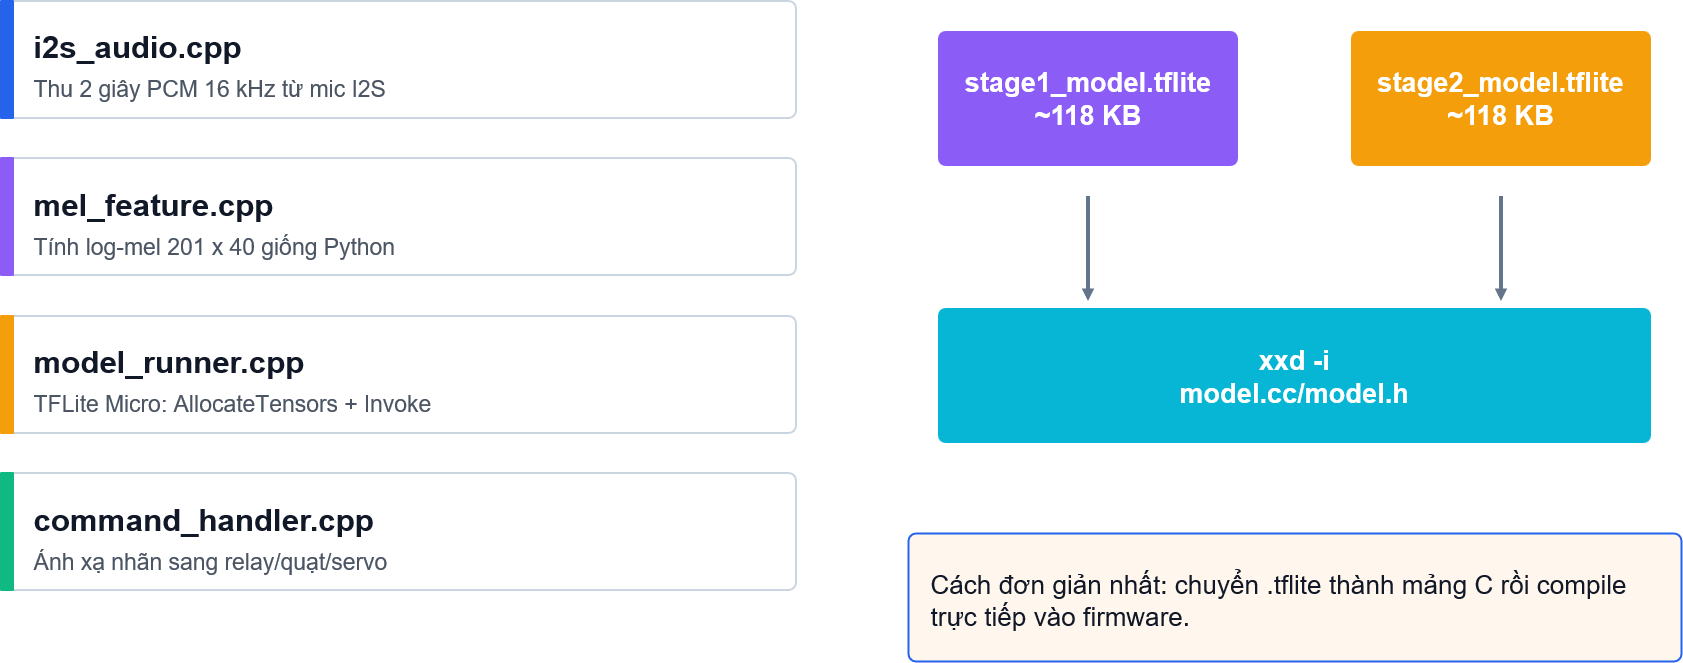 i2s_audio.cpp
Thu 2 giây PCM 16 kHz từ mic I2S
mel_feature.cpp
Tính log-mel 201 x 40 giống Python
model_runner.cpp
TFLite Micro: AllocateTensors + Invoke
command_handler.cpp
Ánh xạ nhãn sang relay/quạt/servo
stage1_model.tflite
~118 KB
stage2_model.tflite
~118 KB
xxd -i
model.cc/model.h
Cách đơn giản nhất: chuyển .tflite thành mảng C rồi compile
trực tiếp vào firmware.